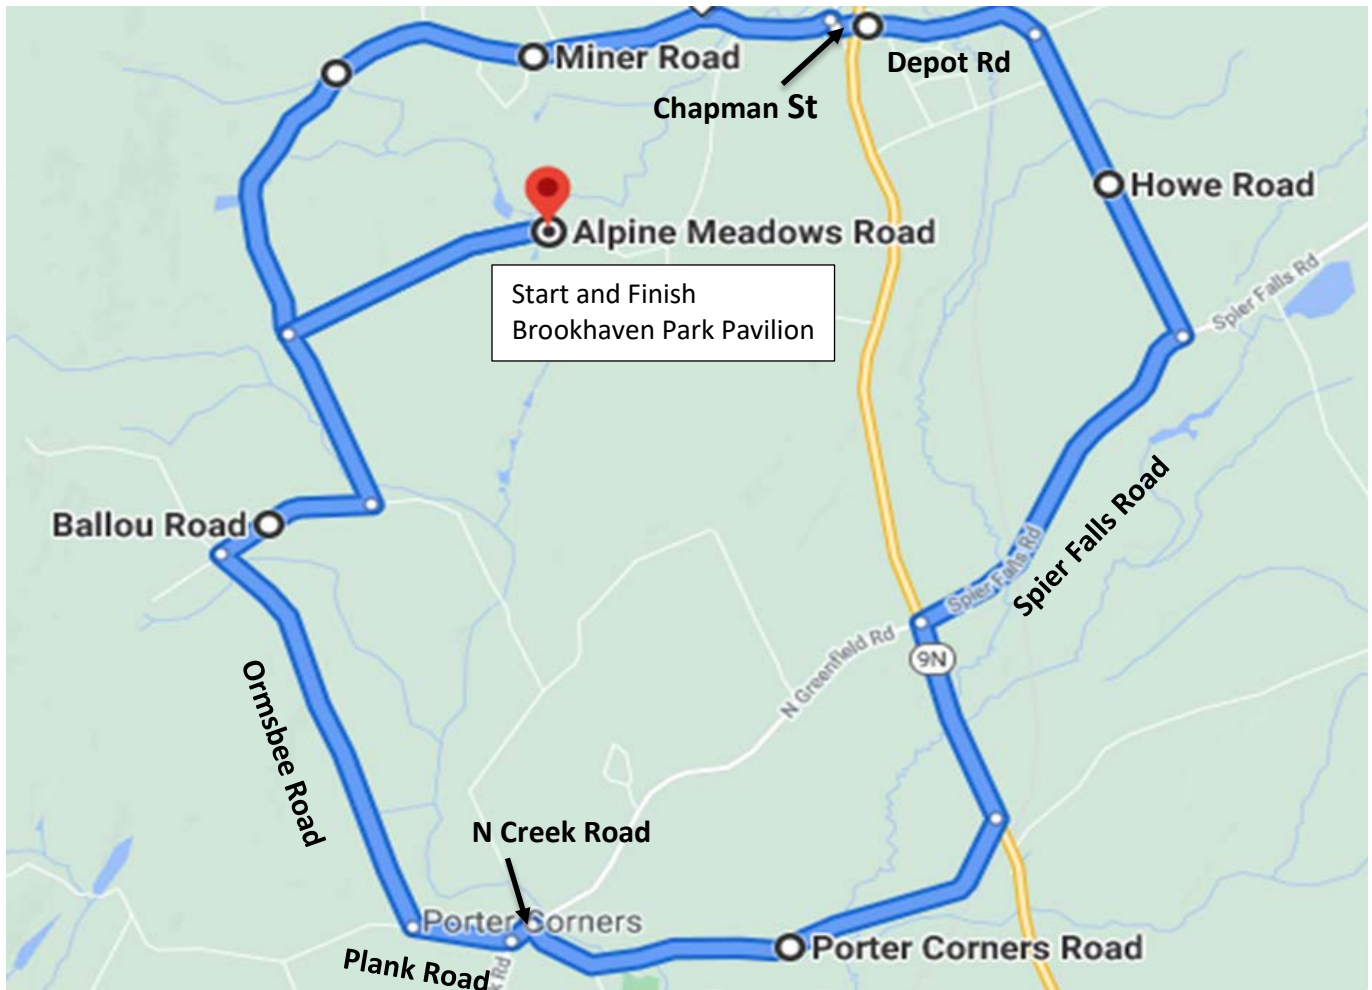 Miner Road
Depot Rd
Chapman St
Howe Road
Alpine Meadows Road
Start and Finish
Brookhaven Park Pavilion
Spier Falls Rd
Ballou Road
Spier Falls Road
Spier Falls Rd
N Greenfield Rd
9N
Ormsbee Road
N Creek Road
Porter Corners
Porter Corners Road
Plank Road
Rd